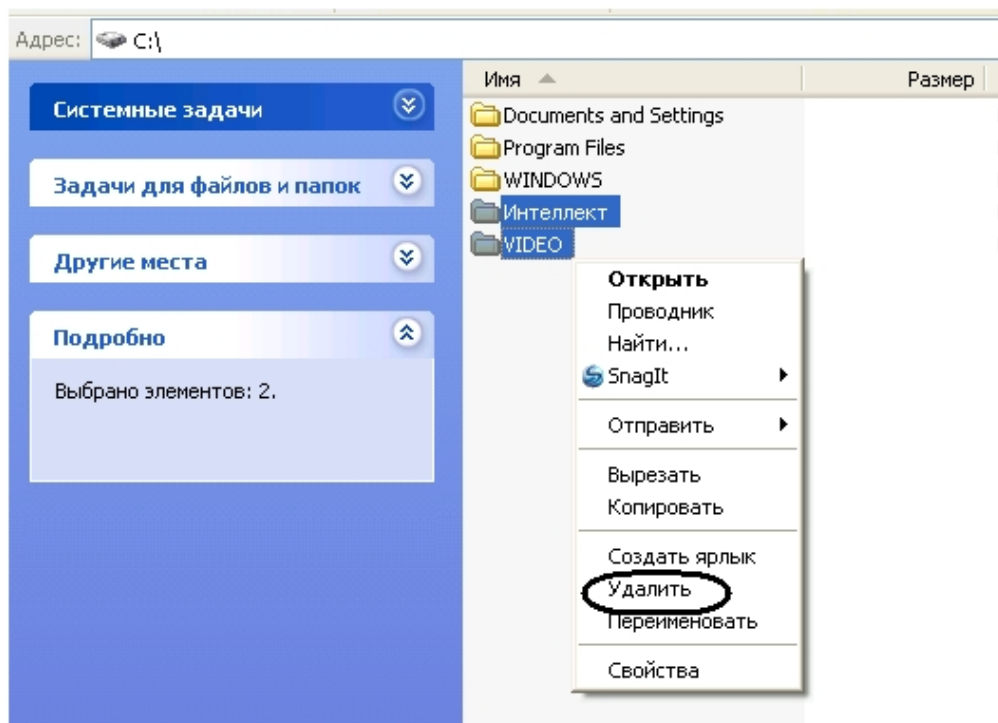 Адрес: C:\
Системные задачи
Задачи для файлов и папок
Другие места
Подробно
Выбрано элементов: 2.
Имя Размер
Documents and Settings
Program Files
WINDOWS
Интеллект
VIDEO
Открыть
Проводник
Найти...
SnagIt
Отправить
Вырезать
Копировать
Создать ярлык
Удалить
Переименовать
Свойства